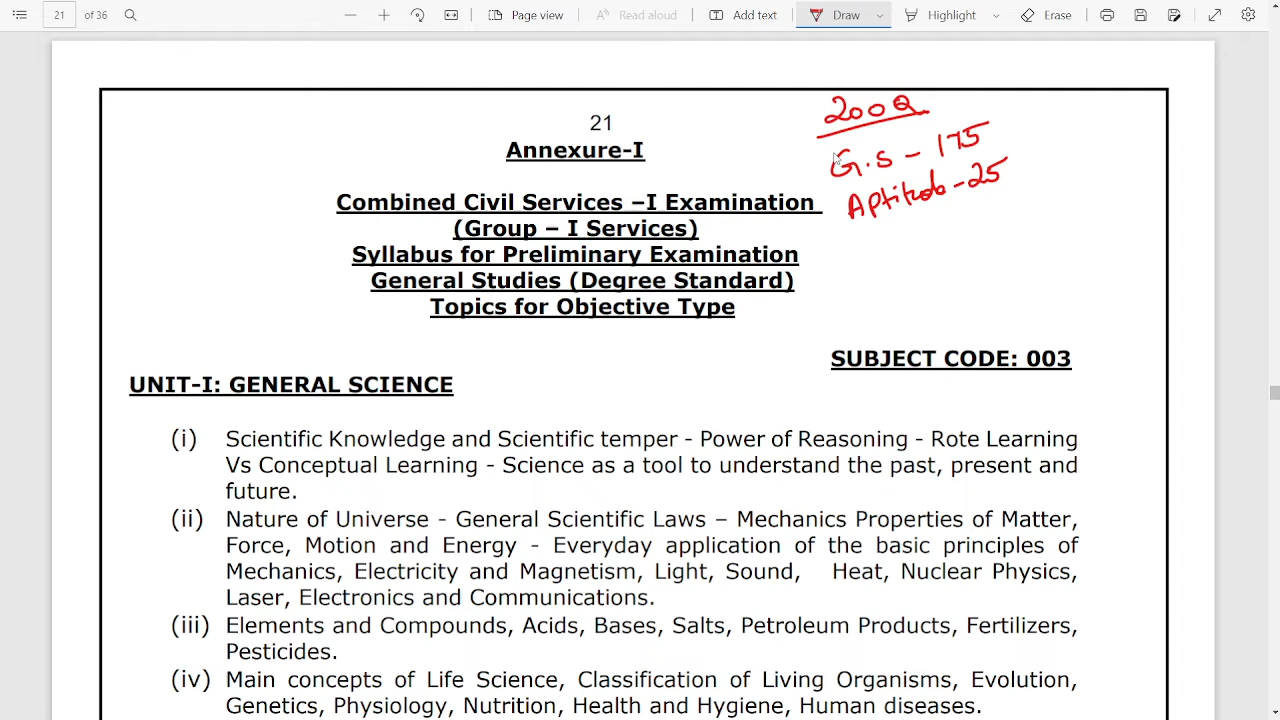 21 of 36 Page view Read aloud Add text Draw Highlight Erase
200Q
21
Annexure-I
G.S - 175
Aptitude - 25
Combined Civil Services –I Examination
(Group – I Services)
Syllabus for Preliminary Examination
General Studies (Degree Standard)
Topics for Objective Type
SUBJECT CODE: 003
UNIT-I: GENERAL SCIENCE
(i) Scientific Knowledge and Scientific temper - Power of Reasoning - Rote Learning
Vs Conceptual Learning - Science as a tool to understand the past, present and
future.
(ii) Nature of Universe - General Scientific Laws – Mechanics Properties of Matter,
Force, Motion and Energy - Everyday application of the basic principles of
Mechanics, Electricity and Magnetism, Light, Sound, Heat, Nuclear Physics,
Laser, Electronics and Communications.
(iii) Elements and Compounds, Acids, Bases, Salts, Petroleum Products, Fertilizers,
Pesticides.
(iv) Main concepts of Life Science, Classification of Living Organisms, Evolution,
Genetics, Physiology, Nutrition, Health and Hygiene, Human diseases.